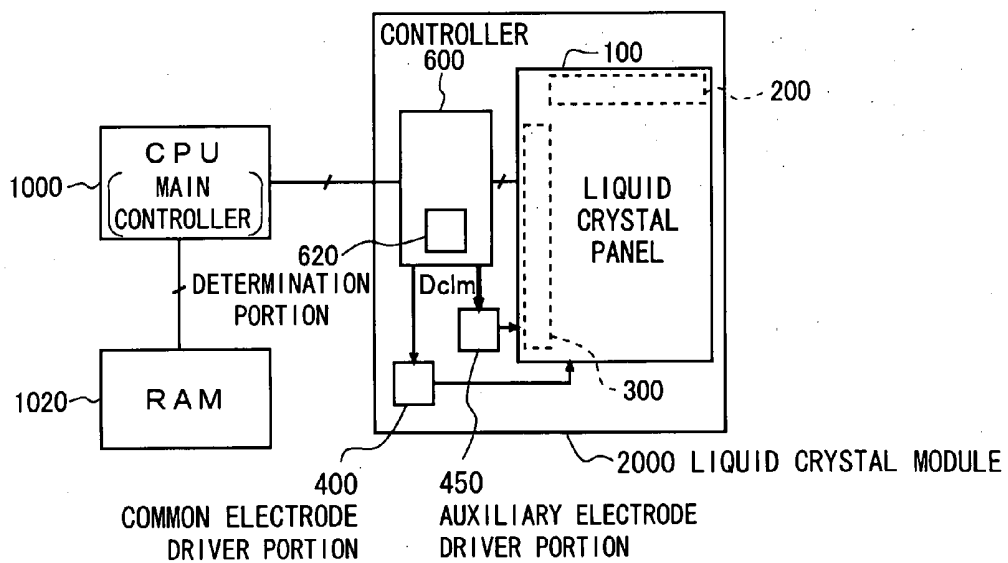 CONTROLLER
600
100
200
CPU
MAIN
CONTROLLER
1000
LIQUID
CRYSTAL
PANEL
620
DETERMINATION
PORTION
Dclm
RAM
1020
300
400
COMMON ELECTRODE
DRIVER PORTION
450
AUXILIARY ELECTRODE
DRIVER PORTION
2000 LIQUID CRYSTAL MODULE